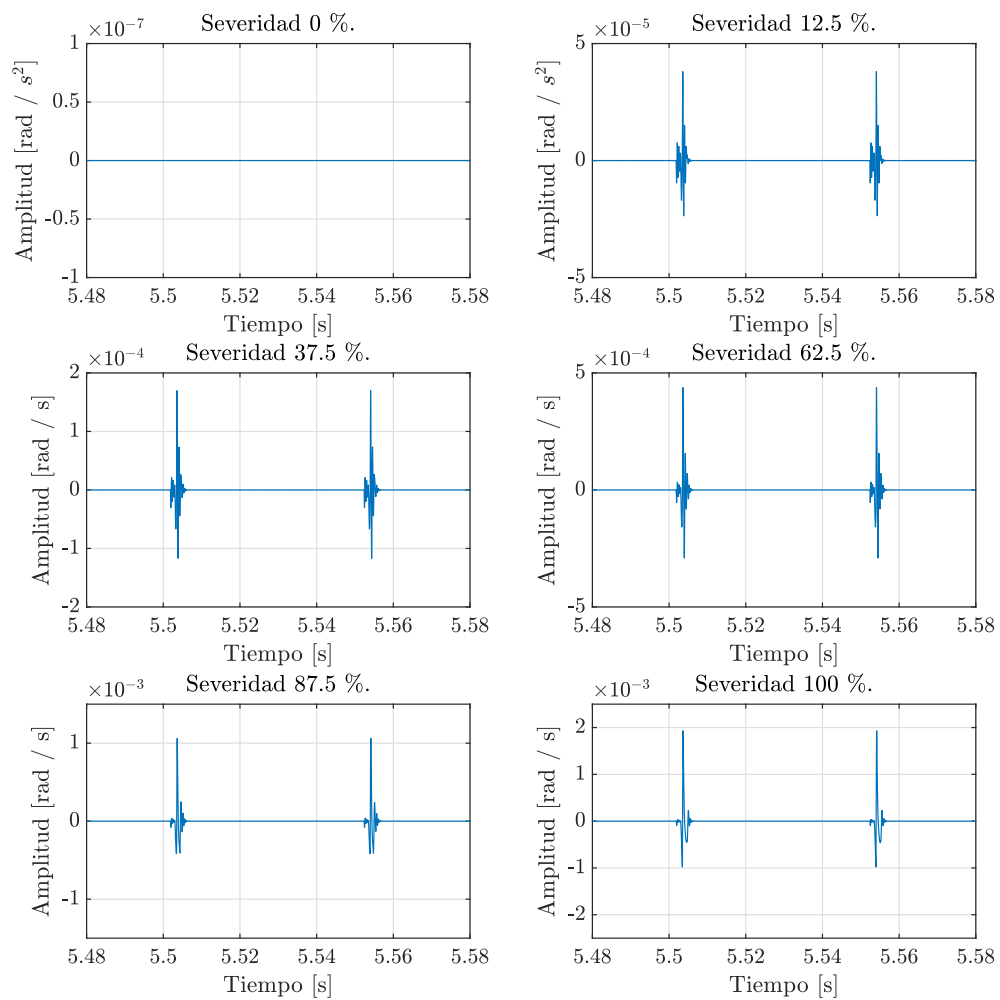 ×10⁻⁷ Severidad 0 %.
1
0.5
0
-0.5
-1
Amplitud [rad / s²]
5.48 5.5 5.52 5.54 5.56 5.58
Tiempo [s]
×10⁻⁵ Severidad 12.5 %.
5
0
-5
Amplitud [rad / s²]
5.48 5.5 5.52 5.54 5.56 5.58
Tiempo [s]
×10⁻⁴ Severidad 37.5 %.
2
1
0
-1
-2
Amplitud [rad / s]
5.48 5.5 5.52 5.54 5.56 5.58
Tiempo [s]
×10⁻⁴ Severidad 62.5 %.
5
0
-5
Amplitud [rad / s]
5.48 5.5 5.52 5.54 5.56 5.58
Tiempo [s]
×10⁻³ Severidad 87.5 %.
1
0
-1
Amplitud [rad / s]
5.48 5.5 5.52 5.54 5.56 5.58
Tiempo [s]
×10⁻³ Severidad 100 %.
2
1
0
-1
-2
Amplitud [rad / s]
5.48 5.5 5.52 5.54 5.56 5.58
Tiempo [s]